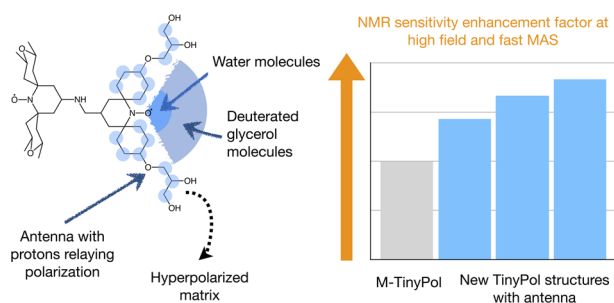 OH
OH
O
O
O•
N
NH
N
O•
O
O
OH
OH
Water molecules
Deuterated
glycerol
molecules
Antenna with
protons relaying
polarization
Hyperpolarized
matrix
NMR sensitivity enhancement factor at
high field and fast MAS
M-TinyPol
New TinyPol structures
with antenna